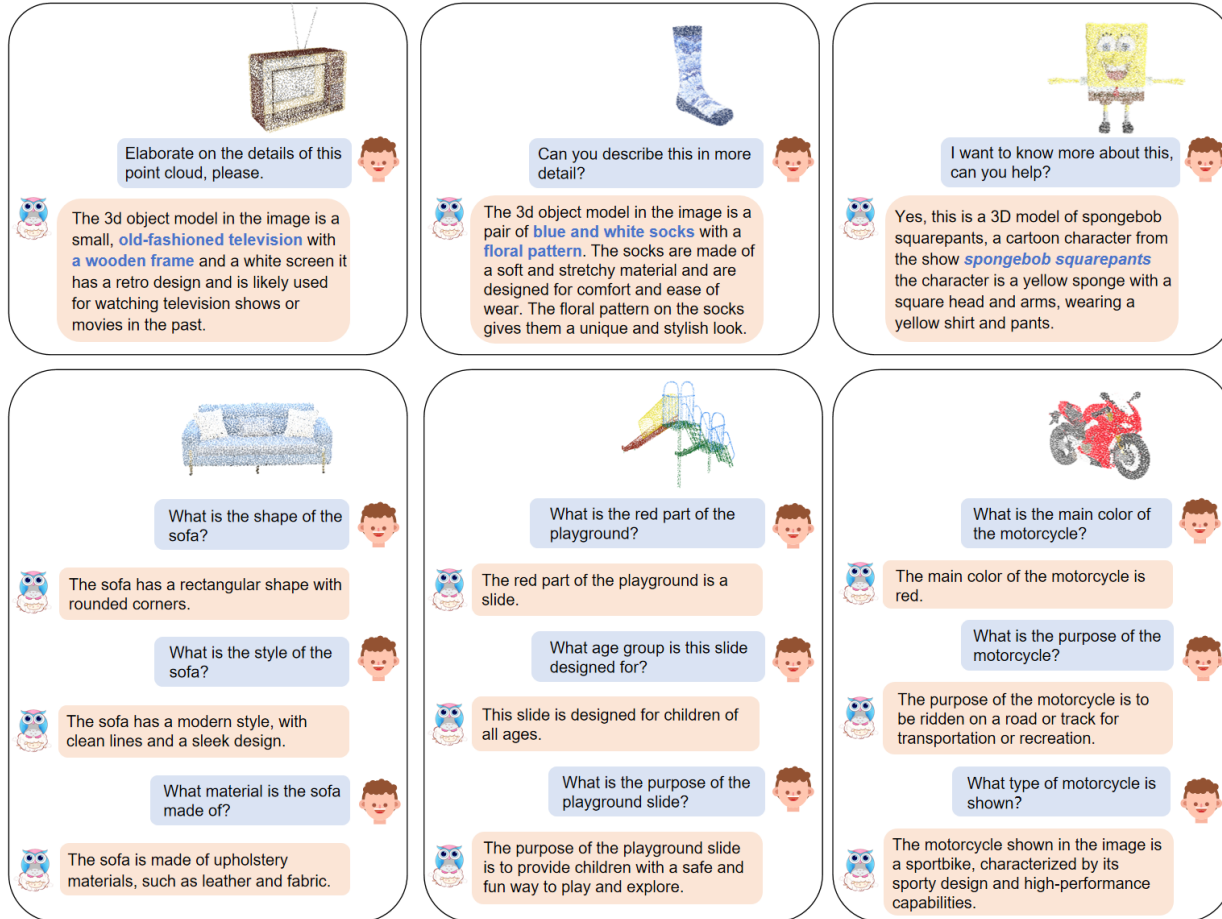 Elaborate on the details of this
point cloud, please.
The 3d object model in the image is a
small, old-fashioned television with
a wooden frame and a white screen it
has a retro design and is likely used
for watching television shows or
movies in the past.
Can you describe this in more
detail?
The 3d object model in the image is a
pair of blue and white socks with a
floral pattern. The socks are made of
a soft and stretchy material and are
designed for comfort and ease of
wear. The floral pattern on the socks
gives them a unique and stylish look.
I want to know more about this,
can you help?
Yes, this is a 3D model of spongebob
squarepants, a cartoon character from
the show spongebob squarepants
the character is a yellow sponge with a
square head and arms, wearing a
yellow shirt and pants.
What is the shape of the
sofa?
The sofa has a rectangular shape with
rounded corners.
What is the style of the
sofa?
The sofa has a modern style, with
clean lines and a sleek design.
What material is the sofa
made of?
The sofa is made of upholstery
materials, such as leather and fabric.
What is the red part of the
playground?
The red part of the playground is a
slide.
What age group is this slide
designed for?
This slide is designed for children of
all ages.
What is the purpose of the
playground slide?
The purpose of the playground slide
is to provide children with a safe and
fun way to play and explore.
What is the main color of
the motorcycle?
The main color of the motorcycle is
red.
What is the purpose of the
motorcycle?
The purpose of the motorcycle is to
be ridden on a road or track for
transportation or recreation.
What type of motorcycle is
shown?
The motorcycle shown in the image is
a sportbike, characterized by its
sporty design and high-performance
capabilities.